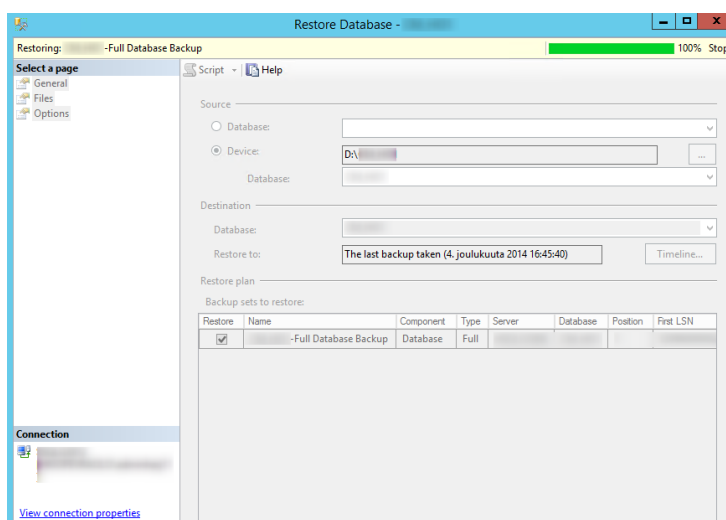 Restore Database -
Restoring: -Full Database Backup 100% Stop
Select a page
General
Files
Options
Script Help
Source
Database:
Device: D:\ ...
Database:
Destination
Database:
Restore to: The last backup taken (4. joulukuuta 2014 16:45:40) Timeline...
Restore plan
Backup sets to restore:
Restore Name Component Type Server Database Position First LSN
-Full Database Backup Database Full
Connection
View connection properties